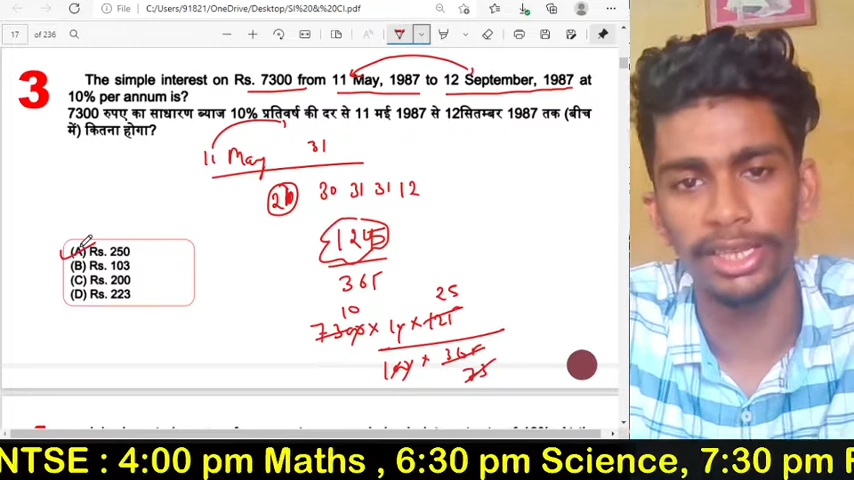 File
C:/Users/91821/OneDrive/Desktop/SI%20&%20CI.pdf
17 of 236
3
The simple interest on Rs. 7300 from 11 May, 1987 to 12 September, 1987 at
10% per annum is?
7300 रुपए का साधारण ब्याज 10% प्रतिवर्ष की दर से 11 मई 1987 से 12सितम्बर 1987 तक (बीच
में) कितना होगा?
11 May 31
20 30 31 31 12
365
(A) Rs. 250
(B) Rs. 103
(C) Rs. 200
(D) Rs. 223
10 25
7300 × 10 × 125
100 × 365
NTSE : 4:00 pm Maths , 6:30 pm Science, 7:30 pm